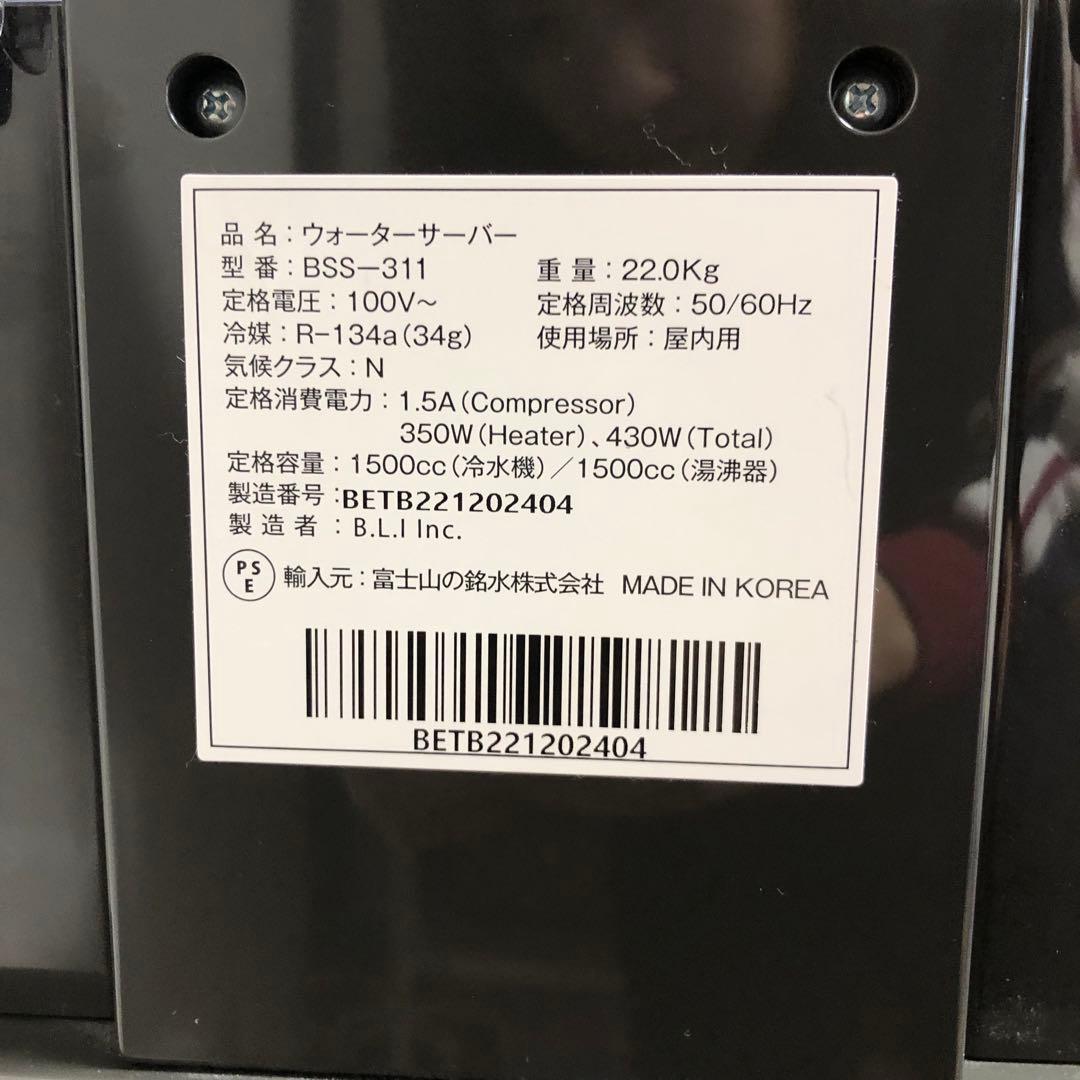 品名：ウォーターサーバー
型番：BSS-311 重量：22.0Kg
定格電圧：100V～ 定格周波数：50/60Hz
冷媒：R-134a(34g) 使用場所：屋内用
気候クラス：N
定格消費電力：1.5A(Compressor)
350W(Heater)、430W(Total)
定格容量：1500cc(冷水機)／1500cc(湯沸器)
製造番号：BETB221202404
製造者：B.L.I Inc.
PSE 輸入元：富士山の銘水株式会社 MADE IN KOREA
BETB221202404